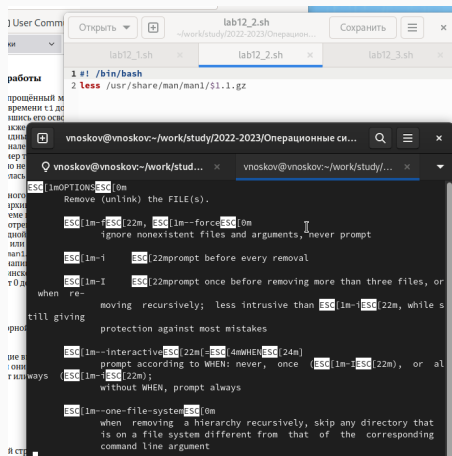 User Comm
Открыть
lab12_2.sh
~/work/study/2022-2023/Операцион...
Сохранить
ки
lab12_1.sh
lab12_2.sh
lab12_3.sh
работы
1 #! /bin/bash
2 less /usr/share/man/man1/$1.1.gz
vnoskov@vnoskov:~/work/study/2022-2023/Операционные си...
vnoskov@vnoskov:~/work/stud...
vnoskov@vnoskov:~/work/study/...
ESC[1mOPTIONSESC[0m
Remove (unlink) the FILE(s).
ESC[1m-fESC[22m, ESC[1m--forceESC[0m
ignore nonexistent files and arguments, never prompt
ESC[1m-i ESC[22mprompt before every removal
ESC[1m-I ESC[22mprompt once before removing more than three files, or
when re-
moving recursively; less intrusive than ESC[1m-iESC[22m, while s
till giving
protection against most mistakes
ESC[1m--interactiveESC[22m[=ESC[4mWHENESC[24m]
prompt according to WHEN: never, once (ESC[1m-IESC[22m), or al
ways (ESC[1m-iESC[22m);
without WHEN, prompt always
ESC[1m--one-file-systemESC[0m
when removing a hierarchy recursively, skip any directory that
is on a file system different from that of the corresponding
command line argument